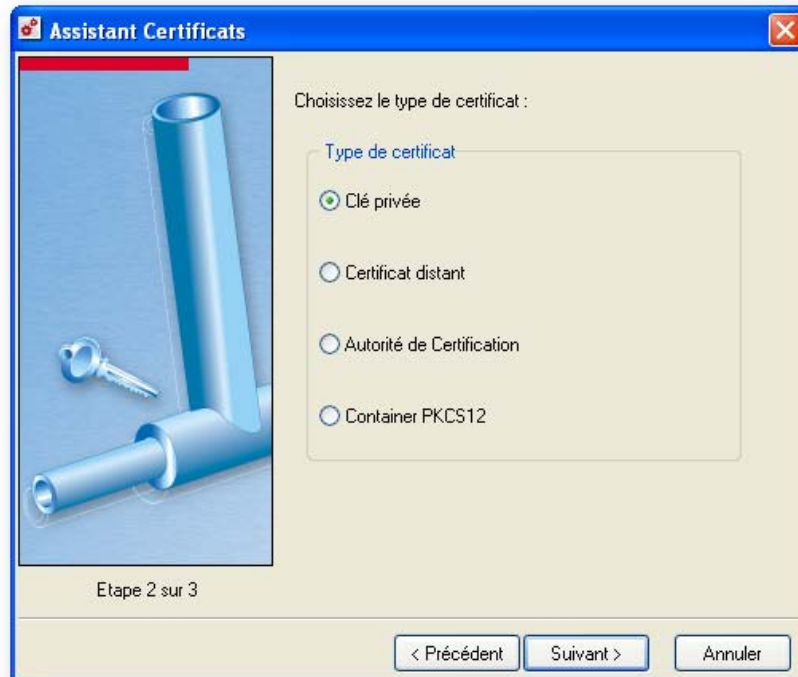 Assistant Certificats
Choisissez le type de certificat :
Type de certificat
Clé privée
Certificat distant
Autorité de Certification
Container PKCS12
Etape 2 sur 3
< Précédent
Suivant >
Annuler